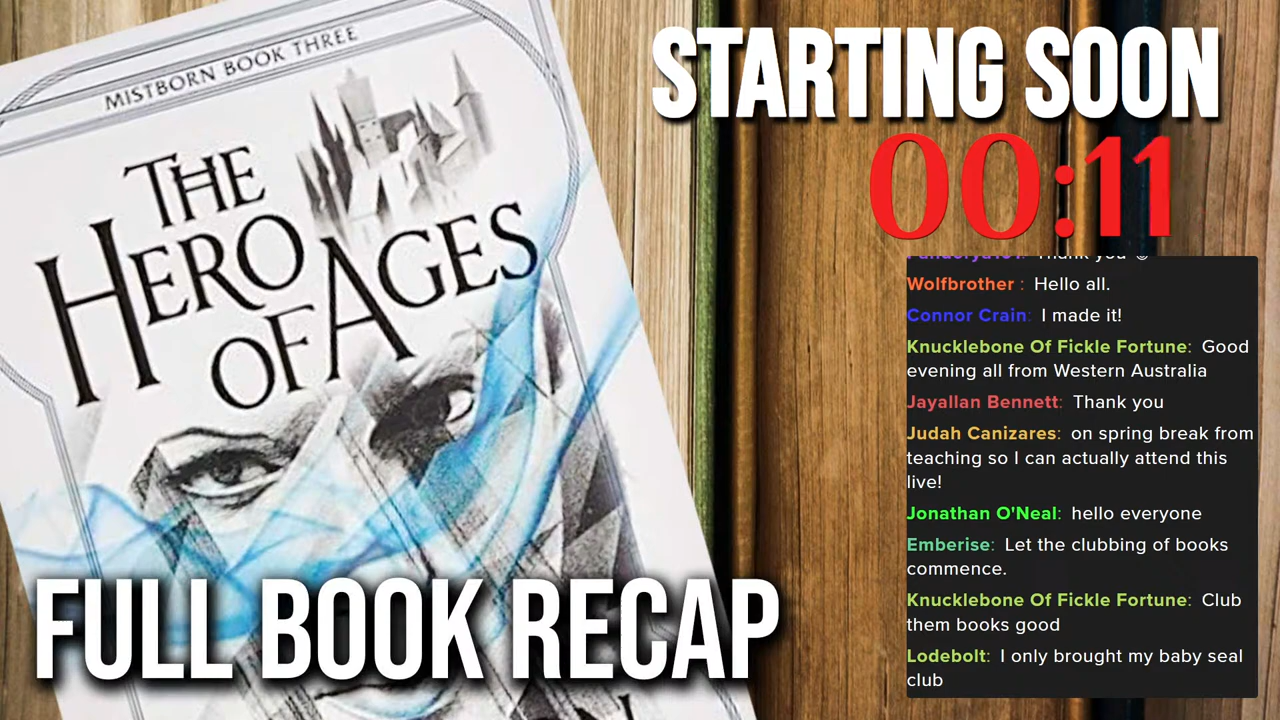 MISTBORN BOOK THREE
THE
HERO
OF AGES
FULL BOOK RECAP
STARTING SOON
00:11
Thank you
Wolfbrother : Hello all.
Connor Crain: I made it!
Knucklebone Of Fickle Fortune: Good
evening all from Western Australia
Jayallan Bennett: Thank you
Judah Canizares: on spring break from
teaching so I can actually attend this
live!
Jonathan O'Neal: hello everyone
Emberise: Let the clubbing of books
commence.
Knucklebone Of Fickle Fortune: Club
them books good
Lodebolt: I only brought my baby seal
club